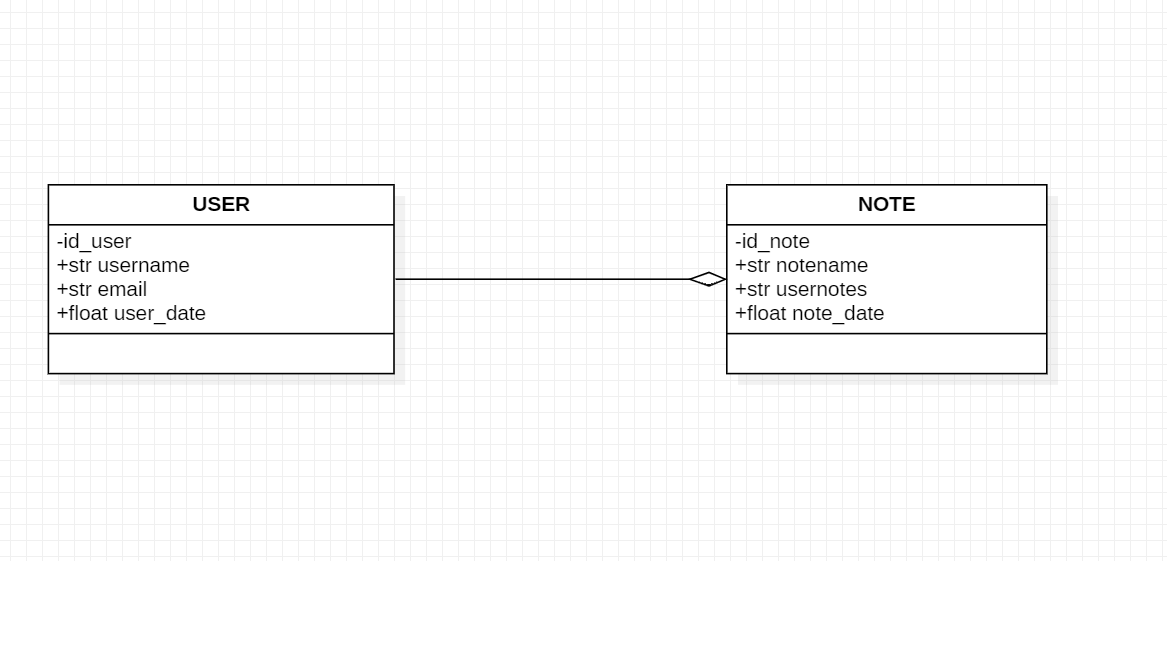 USER
-id_user
+str username
+str email
+float user_date
NOTE
-id_note
+str notename
+str usernotes
+float note_date